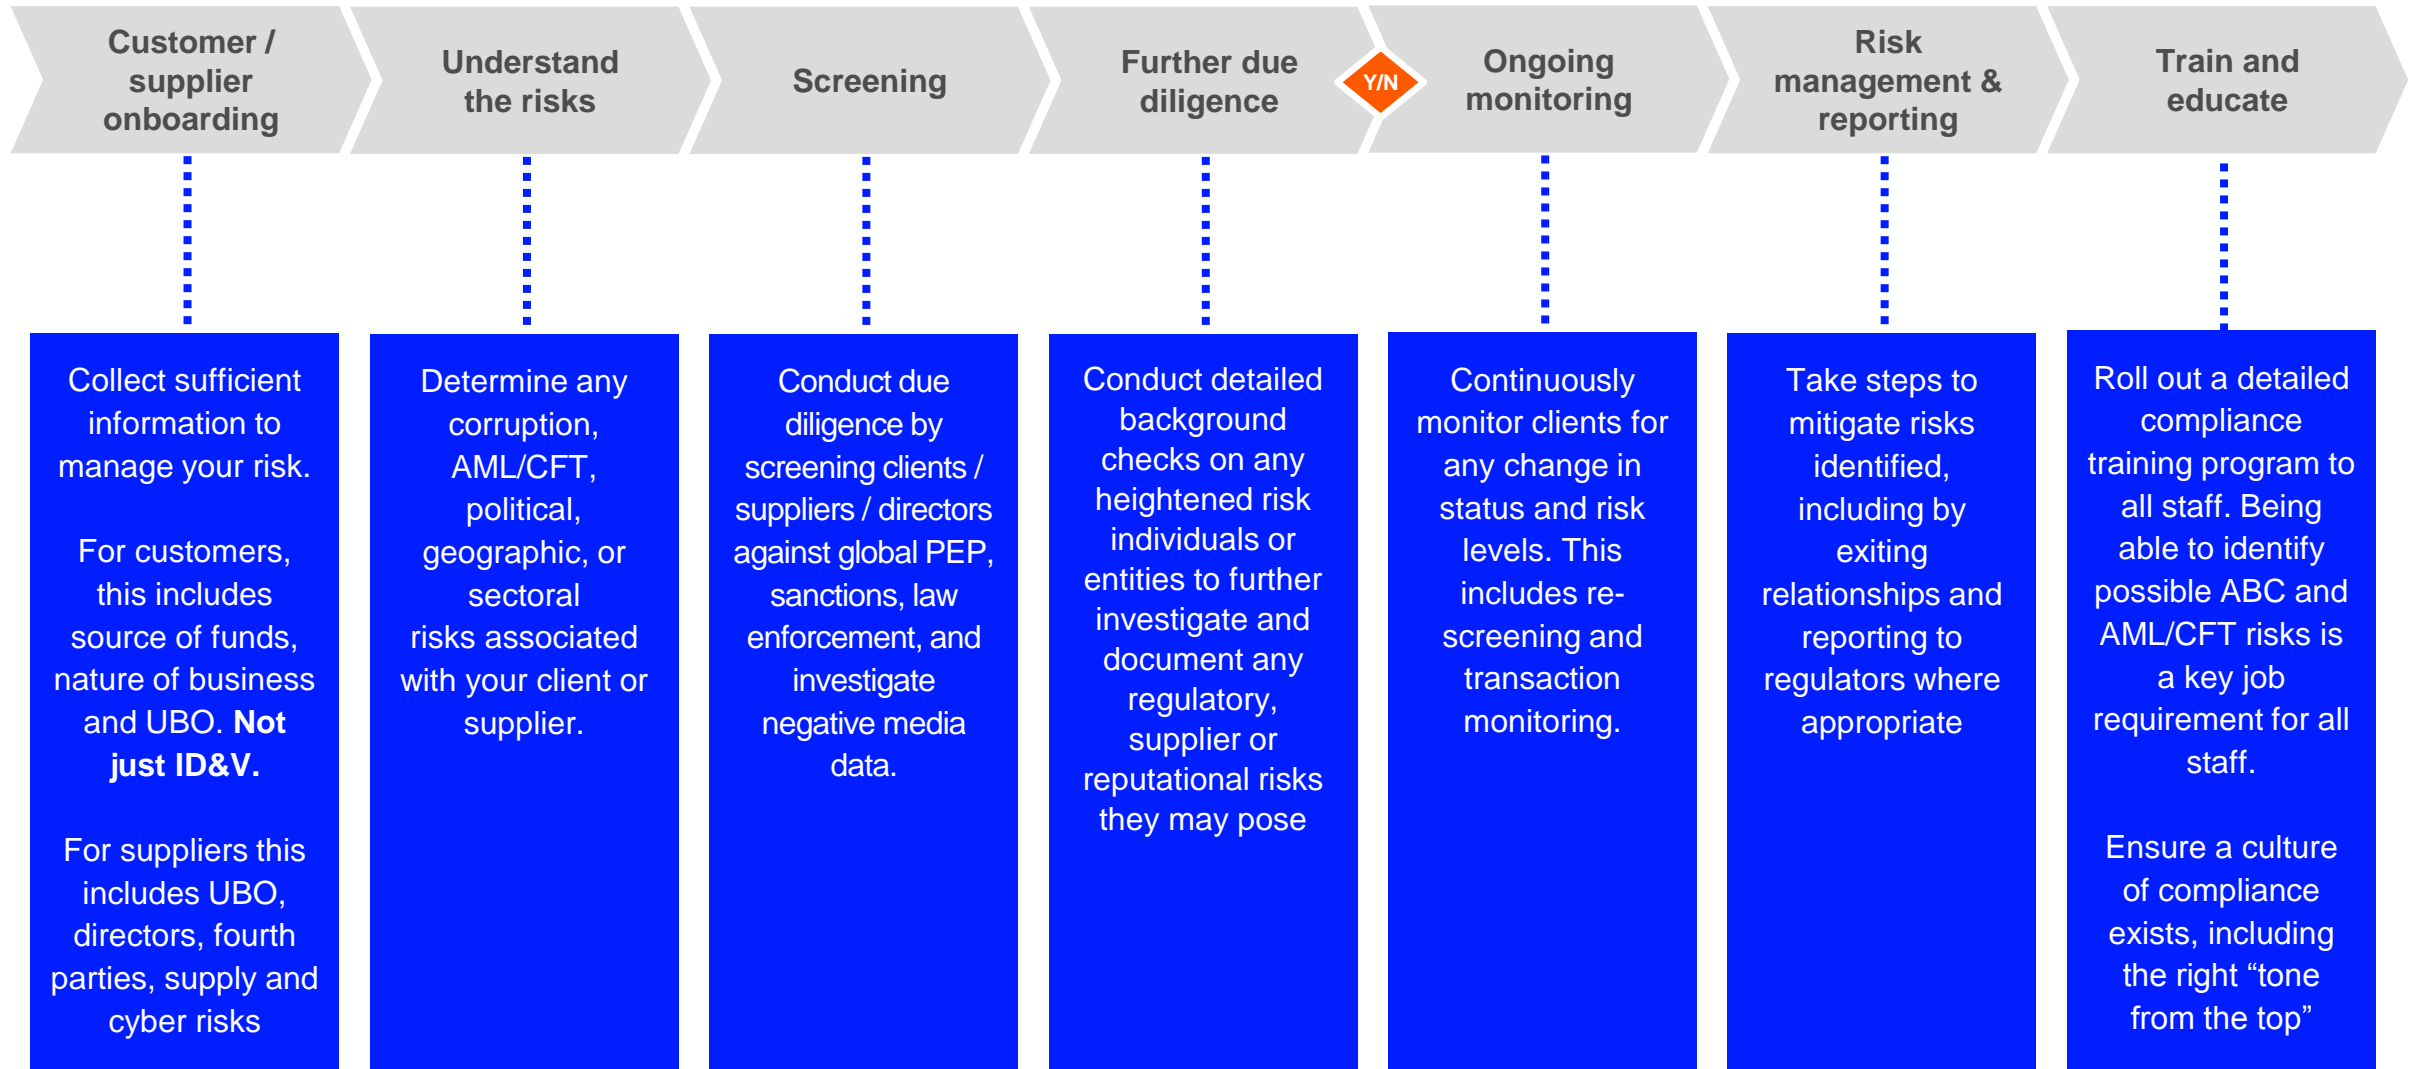 Customer /
supplier
onboarding
Understand
the risks
Screening
Further due
diligence
Y/N
Ongoing
monitoring
Risk
management &
reporting
Train and
educate
Collect sufficient
information to
manage your risk.
For customers,
this includes
source of funds,
nature of business
and UBO. Not
just ID&V.
For suppliers this
includes UBO,
directors, fourth
parties, supply and
cyber risks
Determine any
corruption,
AML/CFT,
political,
geographic, or
sectoral
risks associated
with your client or
supplier.
Conduct due
diligence by
screening clients /
suppliers / directors
against global PEP,
sanctions, law
enforcement, and
investigate
negative media
data.
Conduct detailed
background
checks on any
heightened risk
individuals or
entities to further
investigate and
document any
regulatory,
supplier or
reputational risks
they may pose
Continuously
monitor clients for
any change in
status and risk
levels. This
includes re-
screening and
transaction
monitoring.
Take steps to
mitigate risks
identified,
including by
exiting
relationships and
reporting to
regulators where
appropriate
Roll out a detailed
compliance
training program to
all staff. Being
able to identify
possible ABC and
AML/CFT risks is
a key job
requirement for all
staff.
Ensure a culture
of compliance
exists, including
the right “tone
from the top”